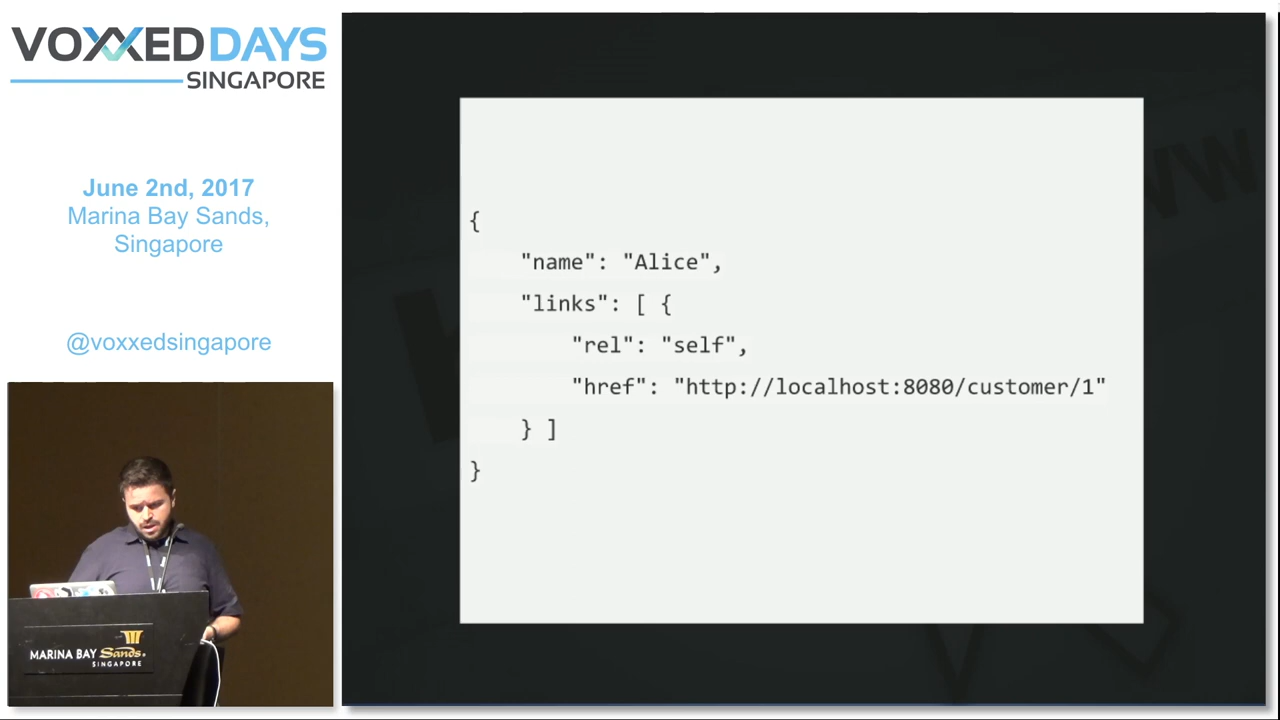 VOXXED DAYS
SINGAPORE
June 2nd, 2017
Marina Bay Sands,
Singapore
@voxxedsingapore
MARINA BAY Sands.
SINGAPORE
{
"name": "Alice",
"links": [ {
"rel": "self",
"href": "http://localhost:8080/customer/1"
} ]
}